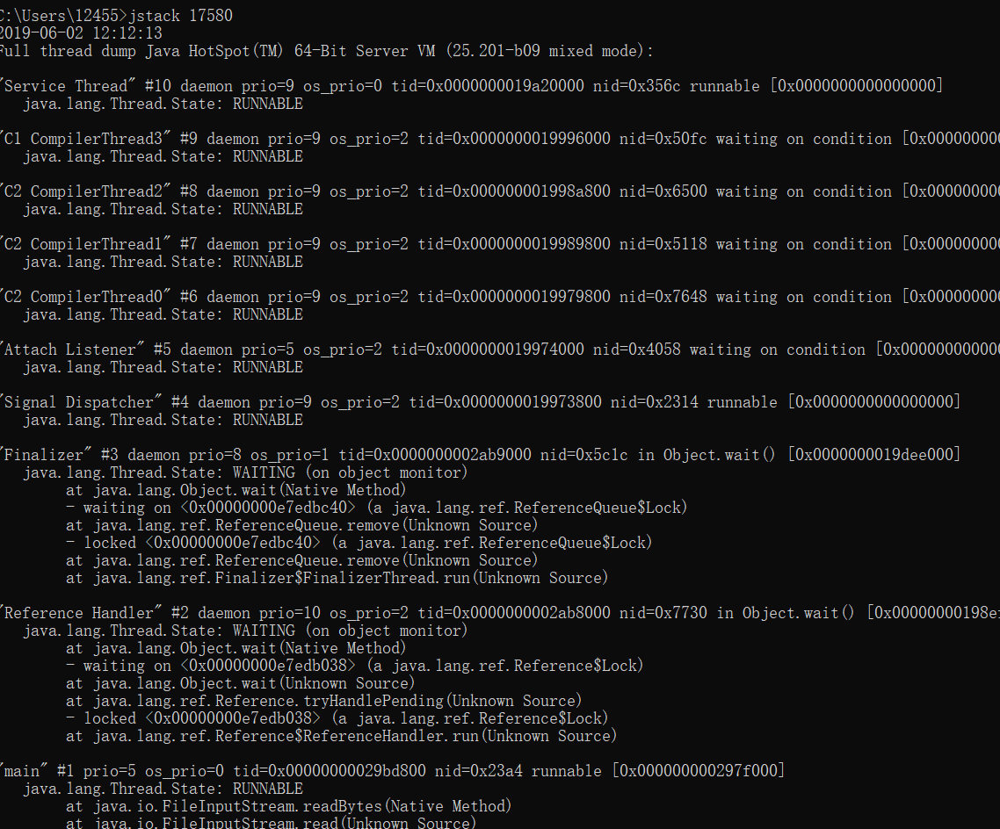 C:\Users\12455>jstack 17580
2019-06-02 12:12:13
Full thread dump Java HotSpot(TM) 64-Bit Server VM (25.201-b09 mixed mode):
"Service Thread" #10 daemon prio=9 os_prio=0 tid=0x0000000019a20000 nid=0x356c runnable [0x0000000000000000]
java.lang.Thread.State: RUNNABLE
"C1 CompilerThread3" #9 daemon prio=9 os_prio=2 tid=0x0000000019996000 nid=0x50fc waiting on condition [0x000000000
java.lang.Thread.State: RUNNABLE
"C2 CompilerThread2" #8 daemon prio=9 os_prio=2 tid=0x000000001998a800 nid=0x6500 waiting on condition [0x000000000
java.lang.Thread.State: RUNNABLE
"C2 CompilerThread1" #7 daemon prio=9 os_prio=2 tid=0x0000000019989800 nid=0x5118 waiting on condition [0x000000000
java.lang.Thread.State: RUNNABLE
"C2 CompilerThread0" #6 daemon prio=9 os_prio=2 tid=0x0000000019979800 nid=0x7648 waiting on condition [0x000000000
java.lang.Thread.State: RUNNABLE
"Attach Listener" #5 daemon prio=5 os_prio=2 tid=0x0000000019974000 nid=0x4058 waiting on condition [0x000000000000
java.lang.Thread.State: RUNNABLE
"Signal Dispatcher" #4 daemon prio=9 os_prio=2 tid=0x0000000019973800 nid=0x2314 runnable [0x0000000000000000]
java.lang.Thread.State: RUNNABLE
"Finalizer" #3 daemon prio=8 os_prio=1 tid=0x0000000002ab9000 nid=0x5c1c in Object.wait() [0x0000000019dee000]
java.lang.Thread.State: WAITING (on object monitor)
at java.lang.Object.wait(Native Method)
- waiting on <0x00000000e7edbc40> (a java.lang.ref.ReferenceQueue$Lock)
at java.lang.ref.ReferenceQueue.remove(Unknown Source)
- locked <0x00000000e7edbc40> (a java.lang.ref.ReferenceQueue$Lock)
at java.lang.ref.ReferenceQueue.remove(Unknown Source)
at java.lang.ref.Finalizer$FinalizerThread.run(Unknown Source)
"Reference Handler" #2 daemon prio=10 os_prio=2 tid=0x0000000002ab8000 nid=0x7730 in Object.wait() [0x00000000198ef
java.lang.Thread.State: WAITING (on object monitor)
at java.lang.Object.wait(Native Method)
- waiting on <0x00000000e7edb038> (a java.lang.ref.Reference$Lock)
at java.lang.Object.wait(Unknown Source)
at java.lang.ref.Reference.tryHandlePending(Unknown Source)
- locked <0x00000000e7edb038> (a java.lang.ref.Reference$Lock)
at java.lang.ref.Reference$ReferenceHandler.run(Unknown Source)
"main" #1 prio=5 os_prio=0 tid=0x00000000029bd800 nid=0x23a4 runnable [0x000000000297f000]
java.lang.Thread.State: RUNNABLE
at java.io.FileInputStream.readBytes(Native Method)
at java.io.FileInputStream.read(Unknown Source)